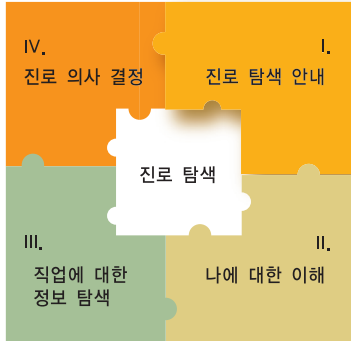 IV.
진로 의사 결정
I.
진로 탐색 안내
진로 탐색
III.
직업에 대한
정보 탐색
II.
나에 대한 이해